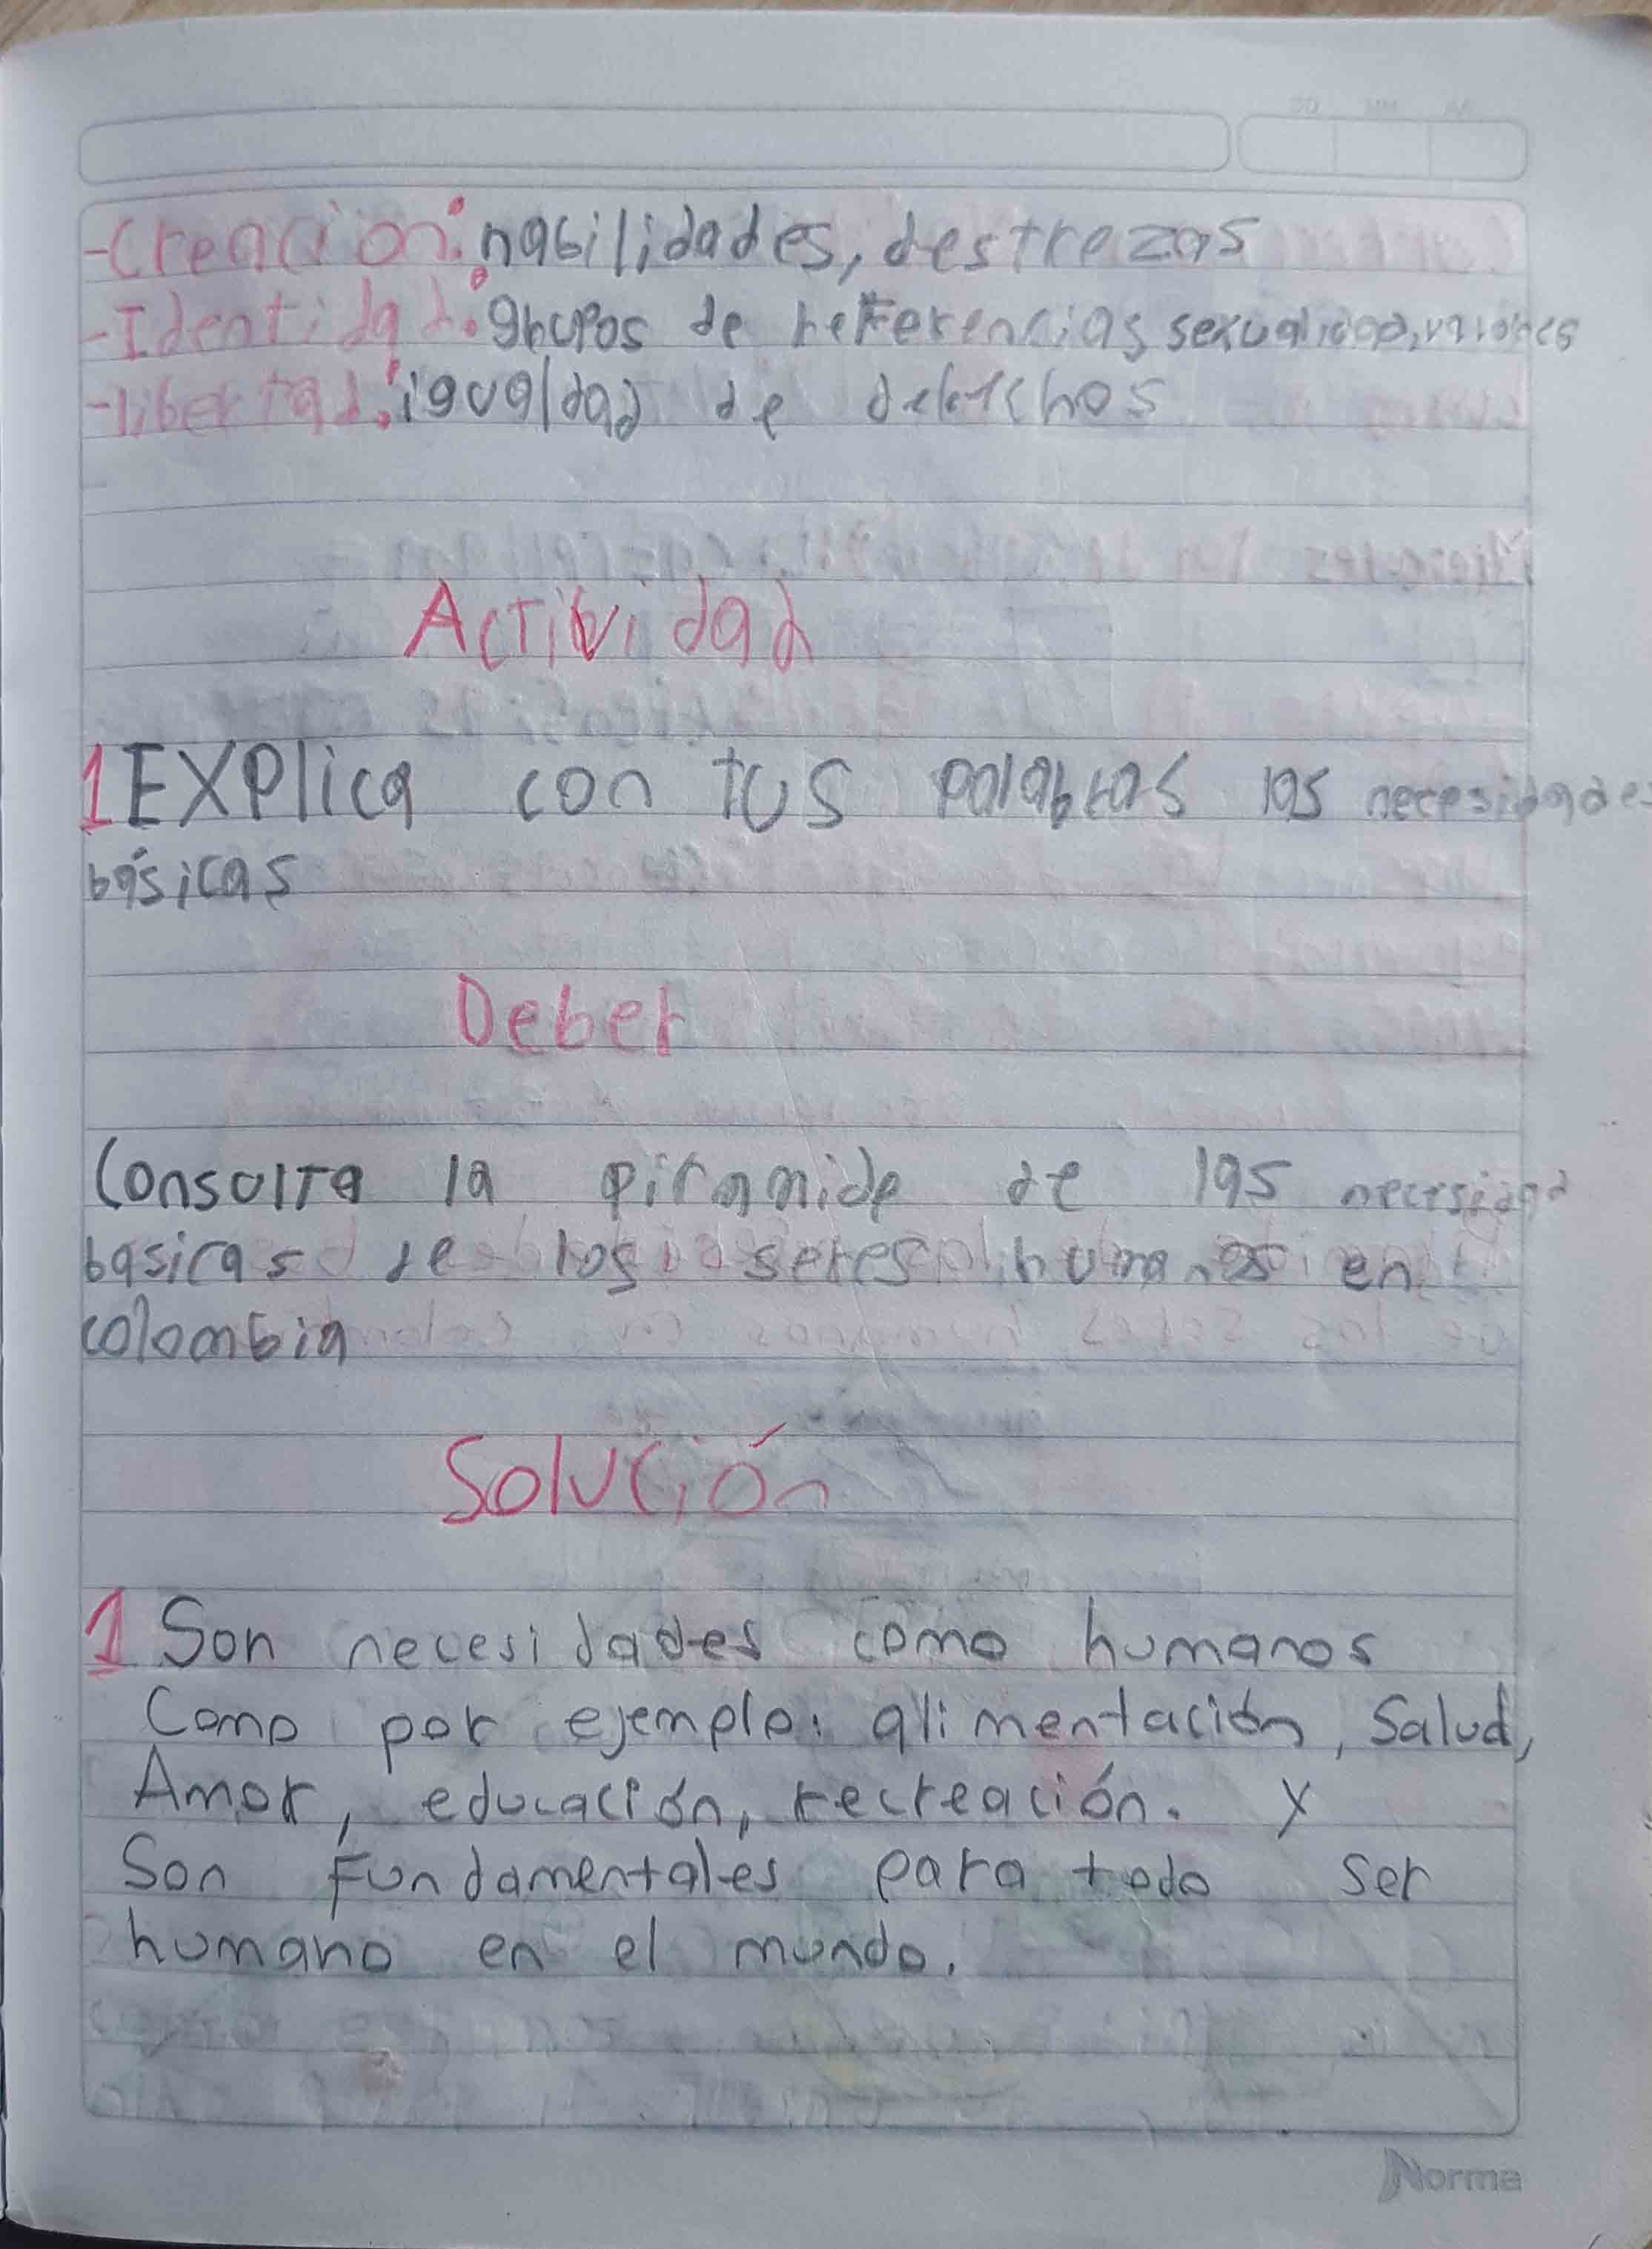 -Creación: habilidades, destrezas
-Identidad: grupos de referencias, sexualidad, valores
-libertad: igualdad de derechos
Actividad
1 EXPlica con tus palabras las necesidades
básicas
Deber
Consulta la piramide de las necesidad
basicas de los seres humanos en
colombia
Solución
1 Son necesidades como humanos
Como por ejemplo: alimentación, Salud,
Amor, educación, recreación. y
Son fundamentales para todo ser
humano en el mundo.
Norma